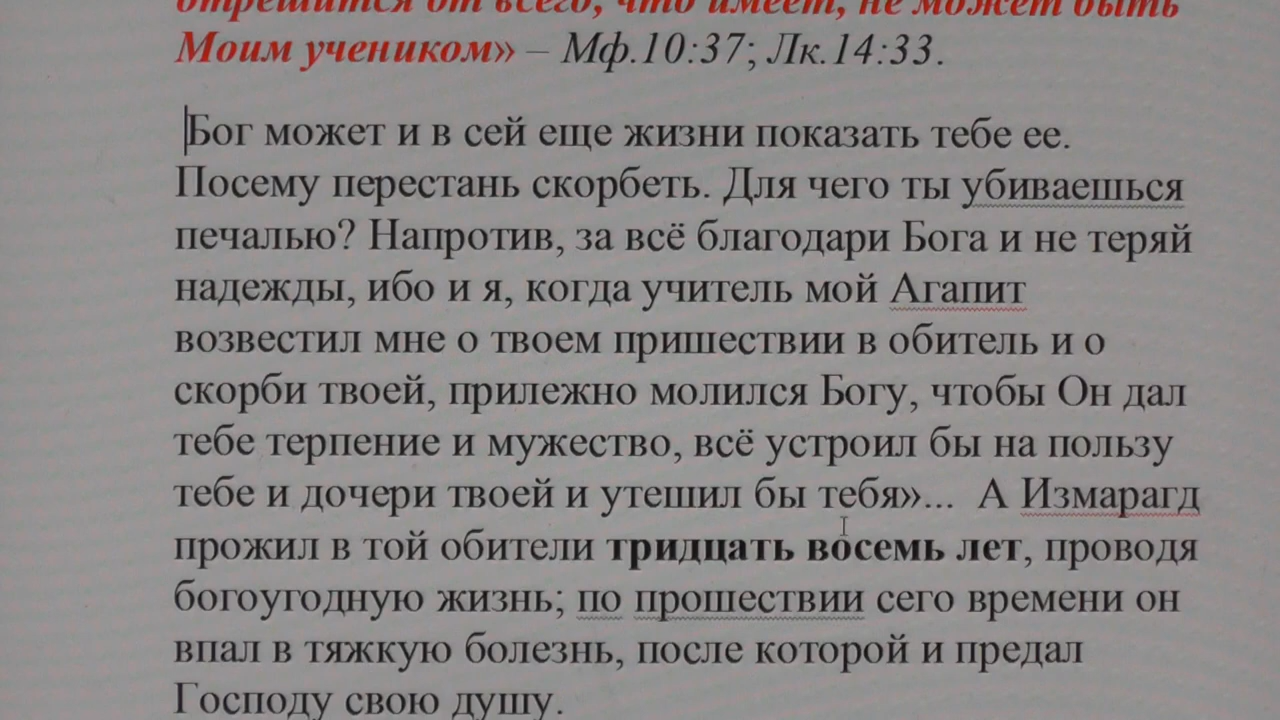 отрешится от всего, что имеет, не может быть
Моим учеником» – Мф.10:37; Лк.14:33.
Бог может и в сей еще жизни показать тебе ее.
Посему перестань скорбеть. Для чего ты убиваешься
печалью? Напротив, за всё благодари Бога и не теряй
надежды, ибо и я, когда учитель мой Агапит
возвестил мне о твоем пришествии в обитель и о
скорби твоей, прилежно молился Богу, чтобы Он дал
тебе терпение и мужество, всё устроил бы на пользу
тебе и дочери твоей и утешил бы тебя»... А Измарагд
прожил в той обители тридцать восемь лет, проводя
богоугодную жизнь; по прошествии сего времени он
впал в тяжкую болезнь, после которой и предал
Господу свою душу.